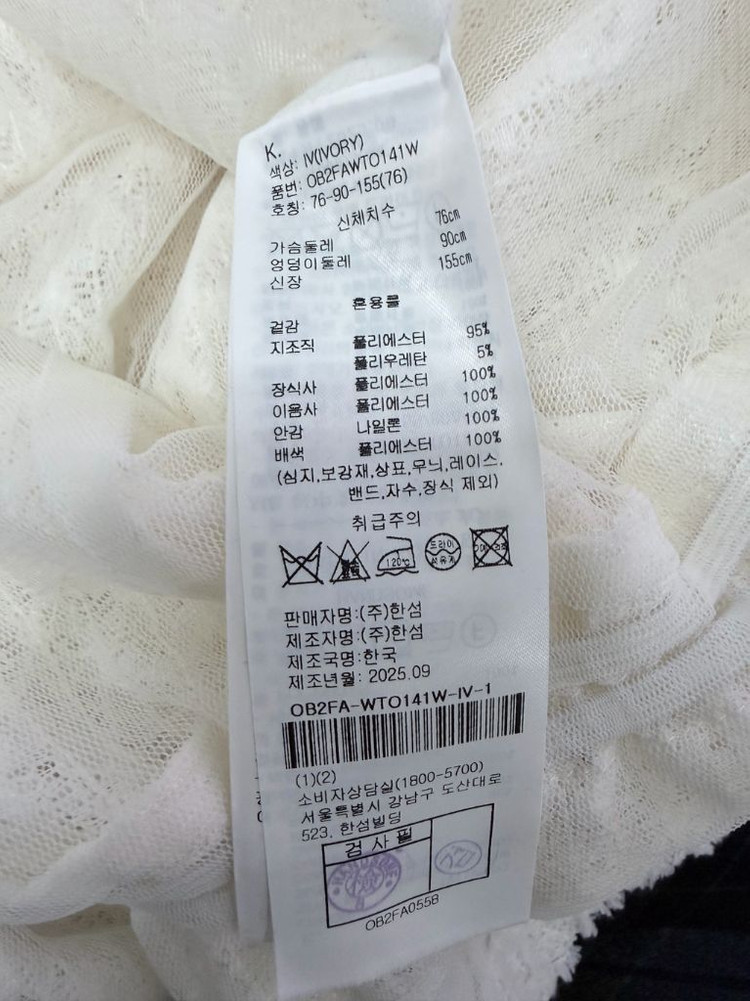 K.
색상: IV(IVORY)
품번: OB2FAWTO141W
호칭: 76-90-155(76)
신체치수
가슴둘레 76cm
엉덩이둘레 90cm
신장 155cm
혼용률
겉감
지조직 폴리에스터 95%
폴리우레탄 5%
장식사 폴리에스터 100%
이용사 폴리에스터 100%
안감 나일론 100%
배색 폴리에스터 100%
(심지,보강재,상표,무늬,레이스,
밴드,자수,장식 제외)
취급주의
120℃ 드라이
석유계
판매자명:(주)한섬
제조자명:(주)한섬
제조국명:한국
제조년월: 2025.09
OB2FA-WTO141W-IV-1
(1)(2)
소비자상담실(1800-5700)
서울특별시 강남구 도산대로
523, 한섬빌딩
검사필
OB2FA0558